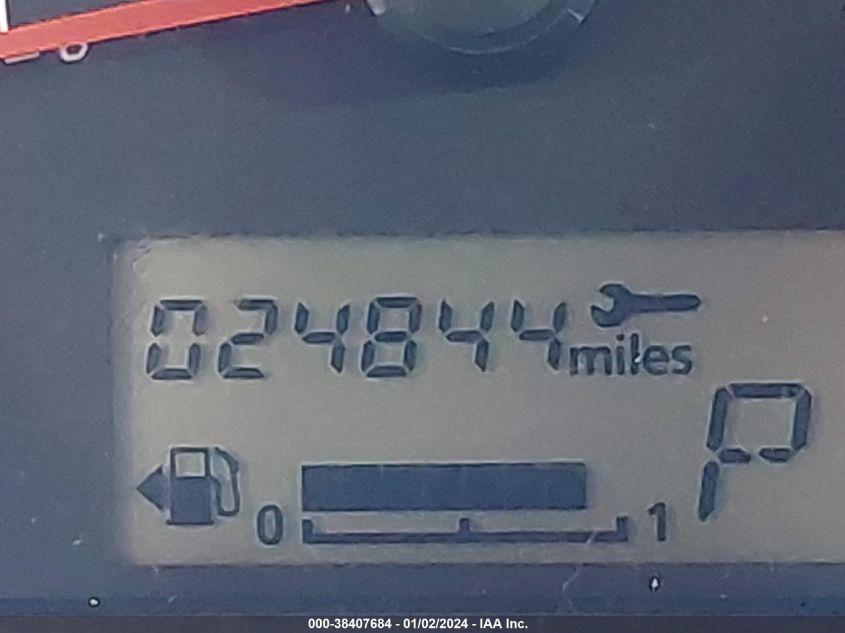 024844 miles
P
0 1
000-38407684 - 01/02/2024 - IAA Inc.